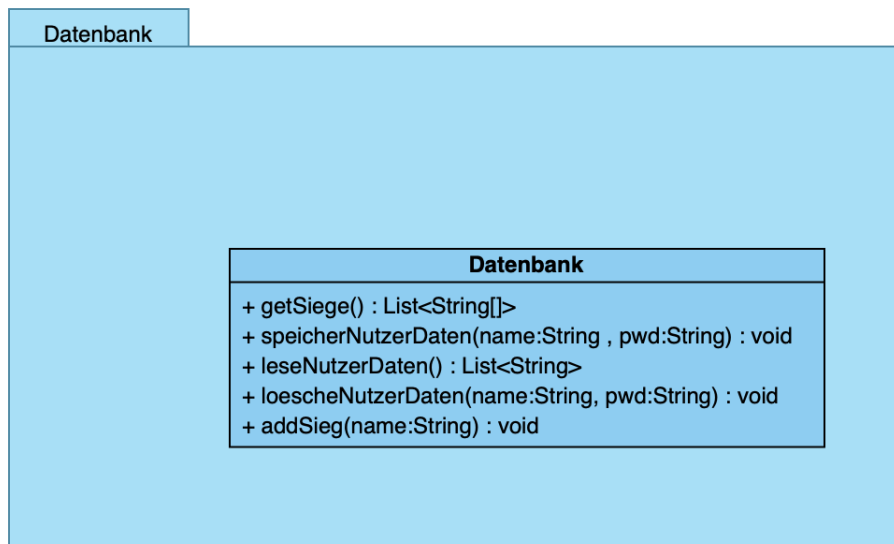 Datenbank
Datenbank
+ getSiege() : List<String[]>
+ speicherNutzerDaten(name:String , pwd:String) : void
+ leseNutzerDaten() : List<String>
+ loescheNutzerDaten(name:String, pwd:String) : void
+ addSieg(name:String) : void